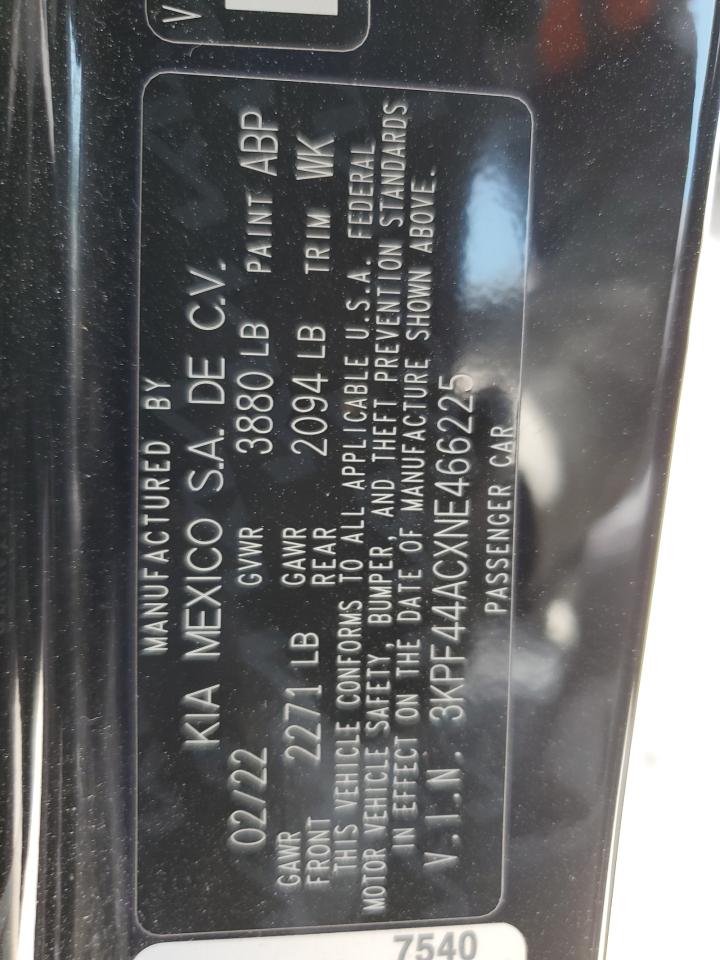 V
MANUFACTURED BY
KIA MEXICO S.A. DE C.V.
02/22 GVWR 3880 LB PAINT ABP
GAWR FRONT 2271 LB GAWR REAR 2094 LB TRIM WK
THIS VEHICLE CONFORMS TO ALL APPLICABLE U.S.A. FEDERAL
MOTOR VEHICLE SAFETY, BUMPER, AND THEFT PREVENTION STANDARDS
IN EFFECT ON THE DATE OF MANUFACTURE SHOWN ABOVE.
V.I.N. 3KPF44ACXNE466225
PASSENGER CAR
7540